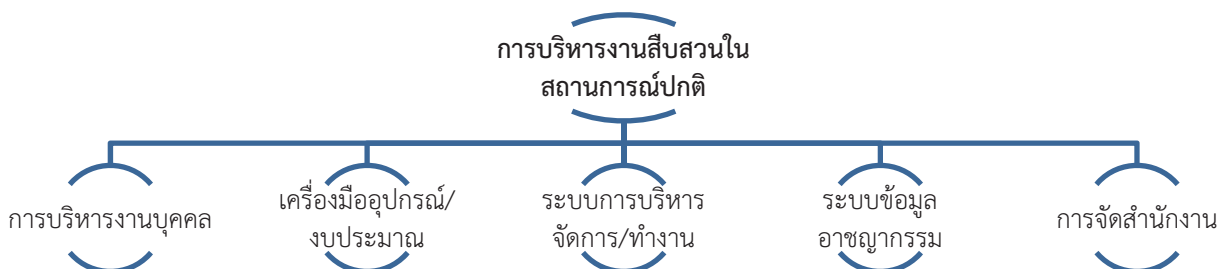 การบริหารงานสืบสวนใน
สถานการณ์ปกติ
การบริหารงานบุคคล
เครื่องมืออุปกรณ์/
งบประมาณ
ระบบการบริหาร
จัดการ/ทำงาน
ระบบข้อมูล
อาชญากรรม
การจัดสำนักงาน